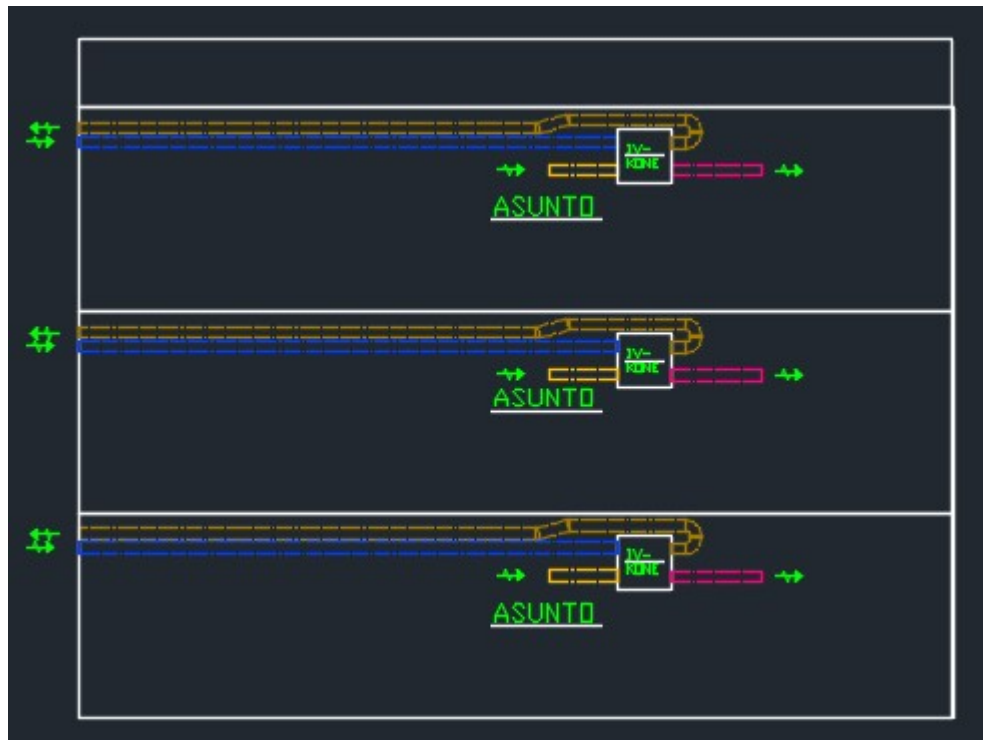 IV-
KONE
ASUNTO
IV-
KONE
ASUNTO
IV-
KONE
ASUNTO